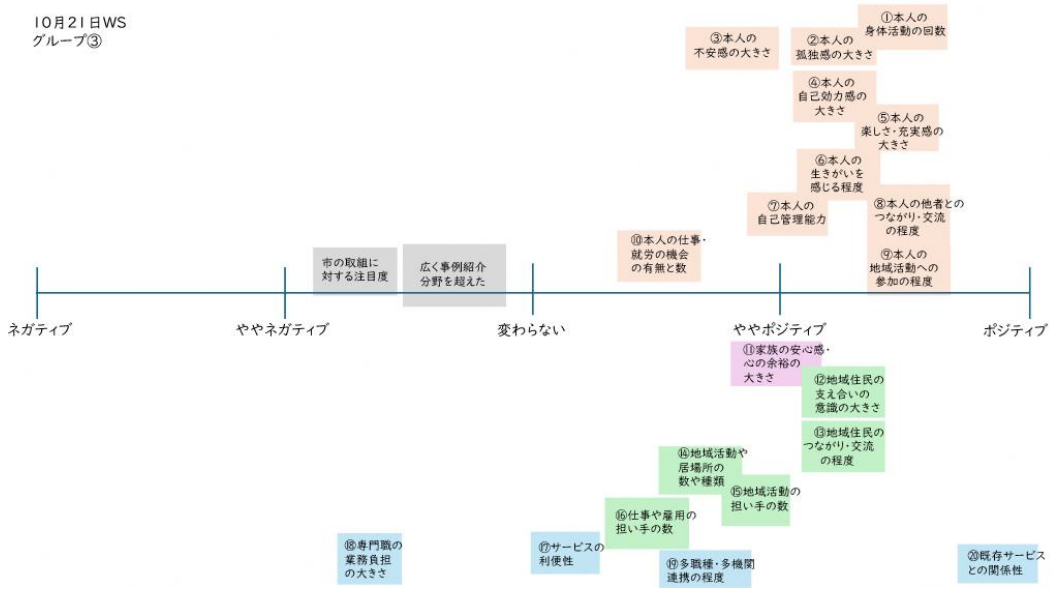 10月21日WS
グループ③
①本人の
身体活動の回数
③本人の
不安感の大きさ
②本人の
孤独感の大きさ
④本人の
自己効力感の
大きさ
⑤本人の
楽しさ・充実感の
大きさ
⑥本人の
生きがいを
感じる程度
⑦本人の
自己管理能力
⑧本人の他者との
つながり・交流
の程度
⑩本人の仕事・
就労の機会
の有無と数
⑨本人の
地域活動への
参加の程度
市の取組に
対する注目度
広く事例紹介
分野を超えた
ネガティブ
ややネガティブ
変わらない
ややポジティブ
ポジティブ
⑪家族の安心感・
心の余裕の
大きさ
⑫地域住民の
支え合いの
意識の大きさ
⑬地域住民の
つながり・交流
の程度
⑭地域活動や
居場所の
数や種類
⑮地域活動の
担い手の数
⑯仕事や雇用の
担い手の数
⑱専門職の
業務負担
の大きさ
⑰サービスの
利便性
⑲多職種・多機関
連携の程度
⑳既存サービス
との関係性